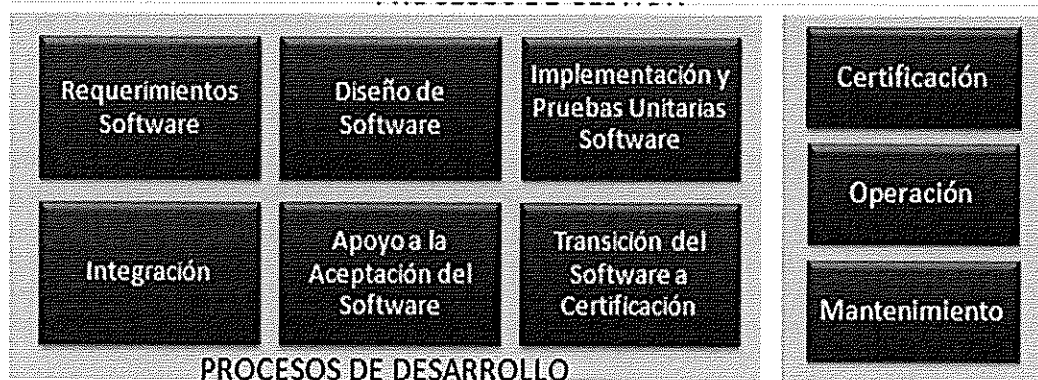 Requerimientos
Software
Diseño de
Software
Implementación y
Pruebas Unitarias
Software
Integración
Apoyo a la
Aceptación del
Software
Transición del
Software a
Certificación
PROCESOS DE DESARROLLO
Certificación
Operación
Mantenimiento